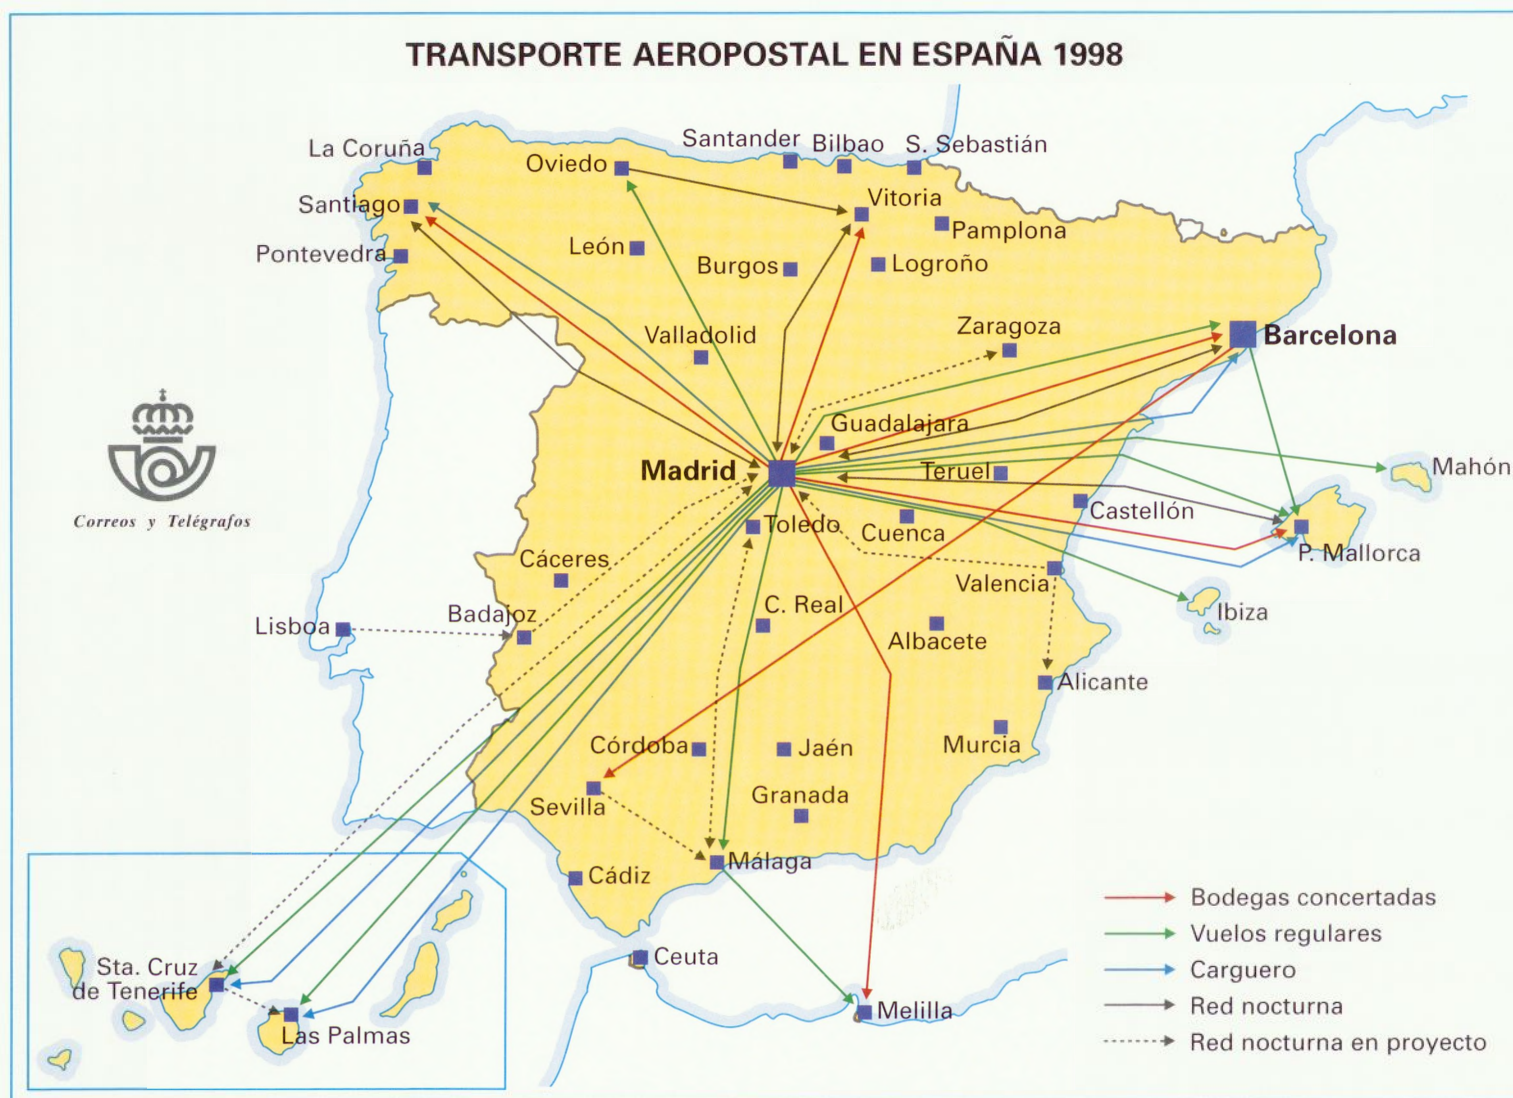 TRANSPORTE AEROPOSTAL EN ESPAÑA 1998
La Coruña
Oviedo
Santander
Bilbao
S. Sebastián
Santiago
Vitoria
Pamplona
Pontevedra
León
Burgos
Logroño
Valladolid
Zaragoza
Barcelona
Guadalajara
Madrid
Teruel
Mahón
Castellón
Correos y Telégrafos
Toledo
Cuenca
P. Mallorca
Cáceres
Valencia
Lisboa
Badajoz
C. Real
Albacete
Ibiza
Alicante
Córdoba
Jaén
Murcia
Sevilla
Granada
Málaga
Cádiz
Ceuta
Melilla
Sta. Cruz
de Tenerife
Las Palmas
Bodegas concertadas
Vuelos regulares
Carguero
Red nocturna
Red nocturna en proyecto